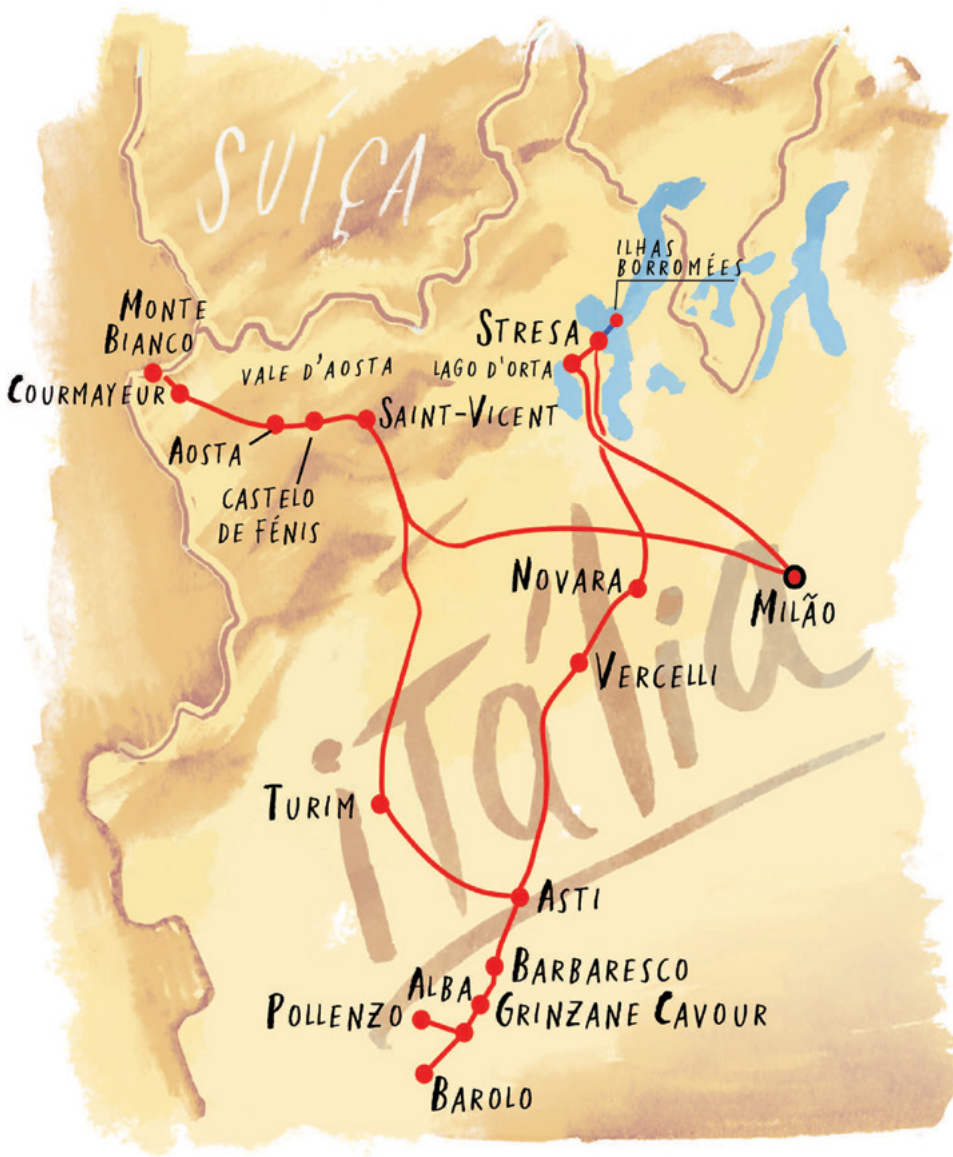 SUÍÇA
ILHAS
BORROMÉES
MONTE
BIANCO
STRESA
VALE D'AOSTA
LAGO D'ORTA
COURMAYEUR
SAINT-VICENT
AOSTA
CASTELO
DE FÉNIS
NOVARA
MILÃO
itália
VERCELLI
TURIM
ASTI
BARBARESCO
ALBA
POLLENZO
GRINZANE CAVOUR
BAROLO